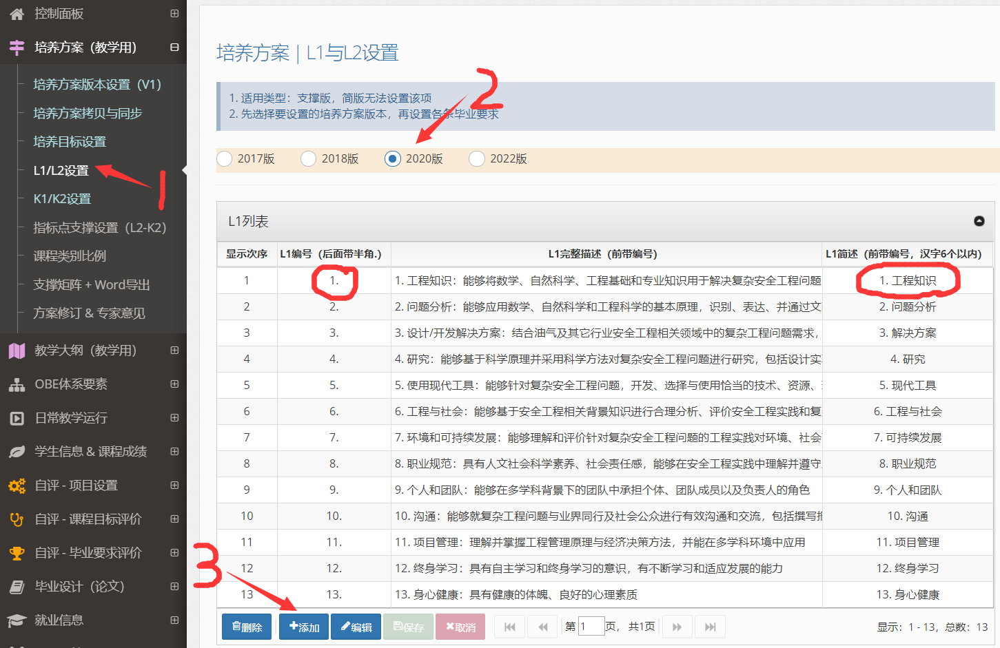 控制面板
培养方案（教学用）
培养方案版本设置（V1）
培养方案拷贝与同步
培养目标设置
L1/L2设置
K1/K2设置
指标点支撑设置（L2-K2）
课程类别比例
支撑矩阵 + Word导出
方案修订 & 专家意见
教学大纲（教学用）
OBE体系要素
日常教学运行
学生信息 & 课程成绩
自评 - 项目设置
自评 - 课程目标评价
自评 - 毕业要求评价
毕业设计（论文）
就业信息
1
培养方案 | L1与L2设置
2
1. 适用类型：支撑版，简版无法设置该项
2. 先选择要设置的培养方案版本，再设置各条毕业要求
2017版 2018版 2020版 2022版
L1列表
显示次序 L1编号（后面带半角.） L1完整描述（前带编号） L1简述（前带编号，汉字6个以内）
1 1. 1. 工程知识：能够将数学、自然科学、工程基础和专业知识用于解决复杂安全工程问题 1. 工程知识
2 2. 2. 问题分析：能够应用数学、自然科学和工程科学的基本原理，识别、表达、并通过文 2. 问题分析
3 3. 3. 设计/开发解决方案：结合油气及其它行业安全工程相关领域中的复杂工程问题需求， 3. 解决方案
4 4. 4. 研究：能够基于科学原理并采用科学方法对复杂安全工程问题进行研究，包括设计实 4. 研究
5 5. 5. 使用现代工具：能够针对复杂安全工程问题，开发、选择与使用恰当的技术、资源、 5. 现代工具
6 6. 6. 工程与社会：能够基于安全工程相关背景知识进行合理分析、评价安全工程实践和复 6. 工程与社会
7 7. 7. 环境和可持续发展：能够理解和评价针对复杂安全工程问题的工程实践对环境、社会 7. 可持续发展
8 8. 8. 职业规范：具有人文社会科学素养、社会责任感，能够在安全工程实践中理解并遵守 8. 职业规范
9 9. 9. 个人和团队：能够在多学科背景下的团队中承担个体、团队成员以及负责人的角色 9. 个人和团队
10 10. 10. 沟通：能够就复杂工程问题与业界同行及社会公众进行有效沟通和交流，包括撰写报 10. 沟通
11 11. 11. 项目管理：理解并掌握工程管理原理与经济决策方法，并能在多学科环境中应用 11. 项目管理
12 12. 12. 终身学习：具有自主学习和终身学习的意识，有不断学习和适应发展的能力 12. 终身学习
13 13. 13. 身心健康：具有健康的体魄、良好的心理素质 13. 身心健康
3
删除 添加 编辑 保存 取消 第 1 页，共1页 显示：1 - 13，总数：13